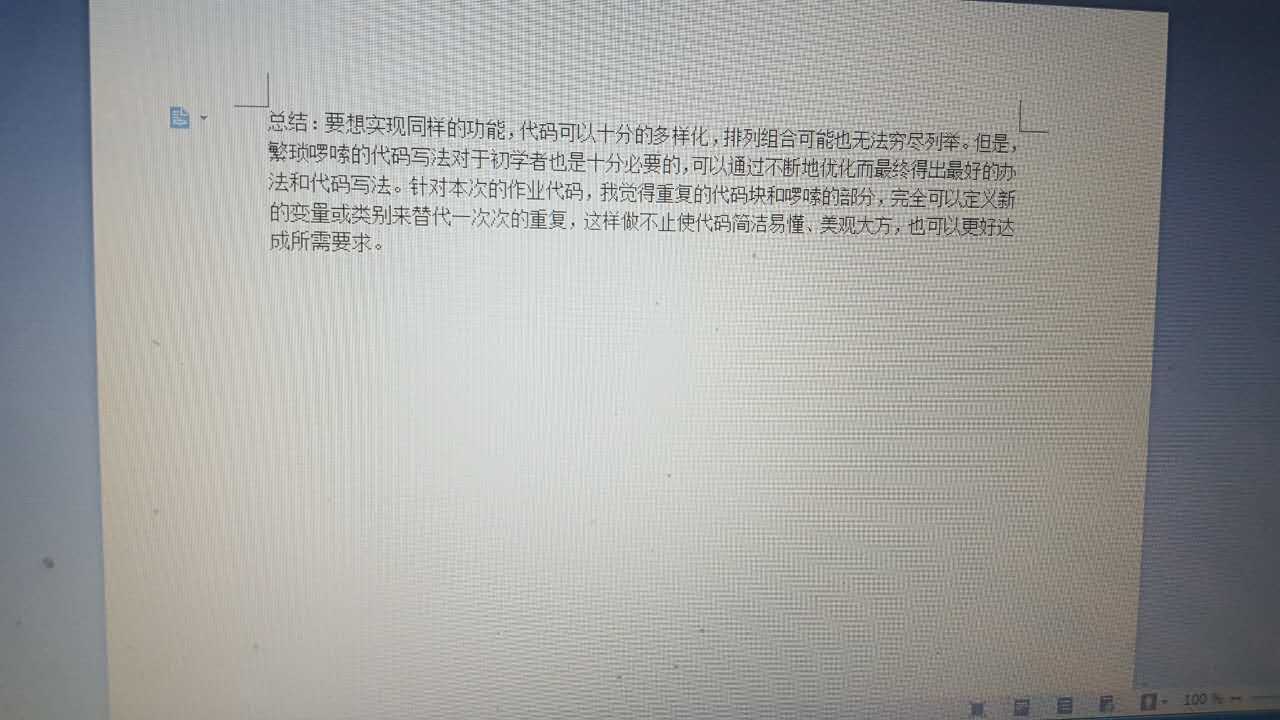 总结：要想实现同样的功能，代码可以十分的多样化，排列组合可能也无法穷尽列举。但是，
繁琐啰嗦的代码写法对于初学者也是十分必要的，可以通过不断地优化而最终得出最好的办
法和代码写法。针对本次的作业代码，我觉得重复的代码块和啰嗦的部分，完全可以定义新
的变量或类别来替代一次次的重复，这样做不止使代码简洁易懂、美观大方，也可以更好达
成所需要求。
100 %